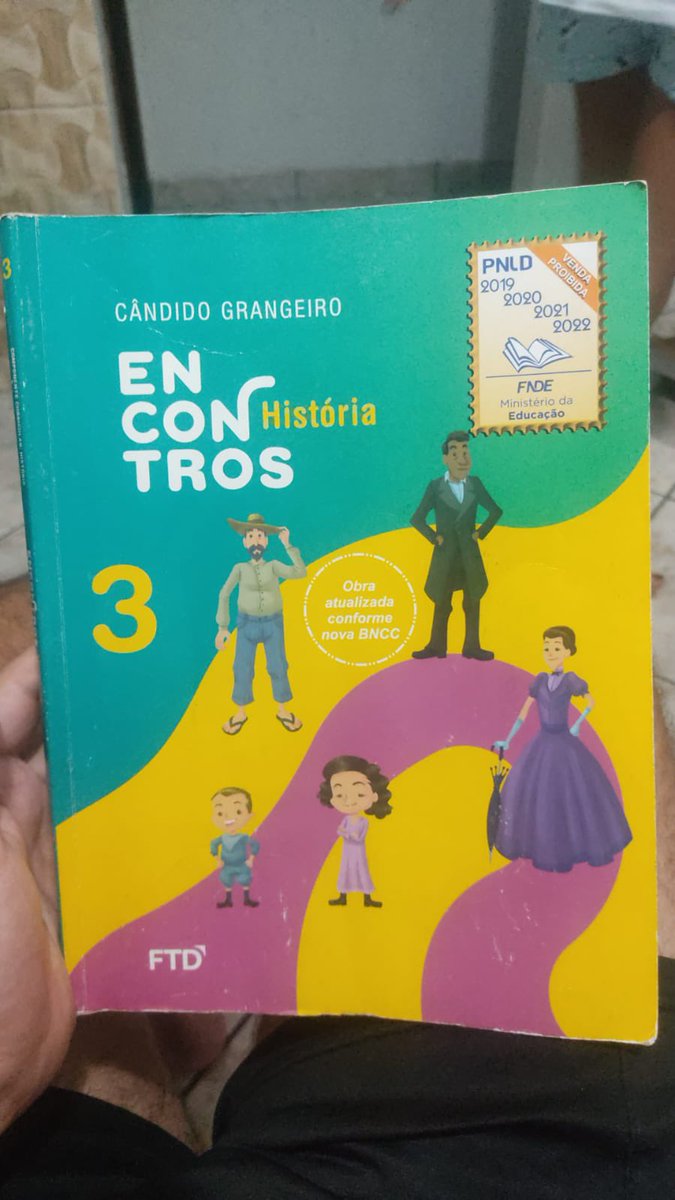 3
CÂNDIDO GRANGEIRO
EN
CON
TROS
História
3
PNLD
2019
2020
2021
2022
VENDA
PROIBIDA
FNDE
Ministério da
Educação
Obra
atualizada
conforme
nova BNCC
FTD